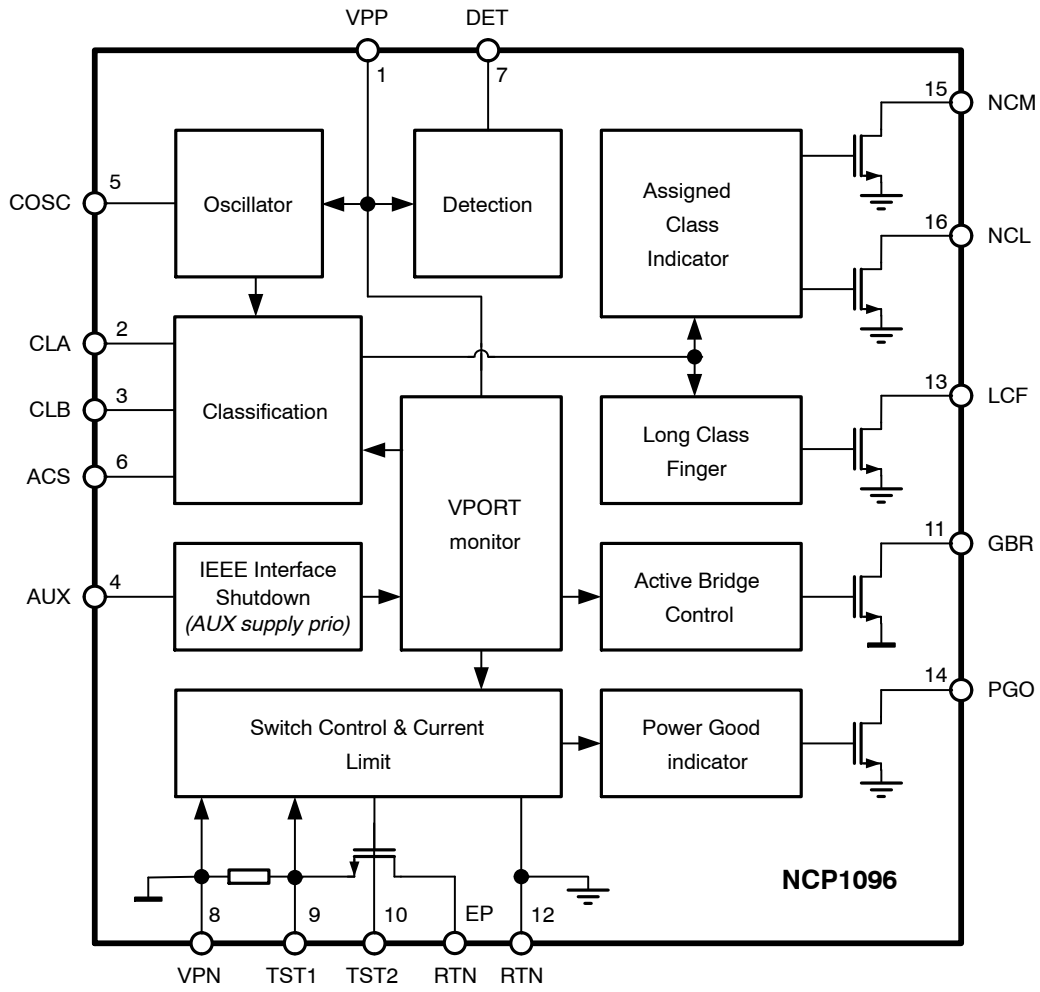 VPP
DET
1
7
15
NCM
5
COSC
Oscillator
Detection
Assigned
Class
Indicator
16
NCL
2
CLA
3
CLB
Classification
6
ACS
13
LCF
Long Class
Finger
VPORT
monitor
11
GBR
4
AUX
IEEE Interface
Shutdown
(AUX supply prio)
Active Bridge
Control
14
PGO
Switch Control & Current
Limit
Power Good
indicator
NCP1096
8
9
10
EP
12
VPN
TST1
TST2
RTN
RTN